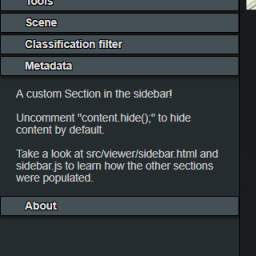 Tools
Scene
Classification filter
Metadata
A custom Section in the sidebar!
Uncomment "content.hide();" to hide
content by default.
Take a look at src/viewer/sidebar.html and
sidebar.js to learn how the other sections
were populated.
About